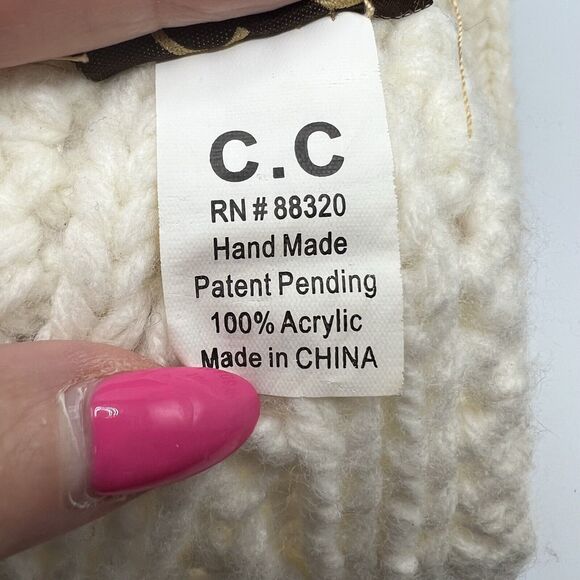 C.C
RN # 88320
Hand Made
Patent Pending
100% Acrylic
Made in CHINA